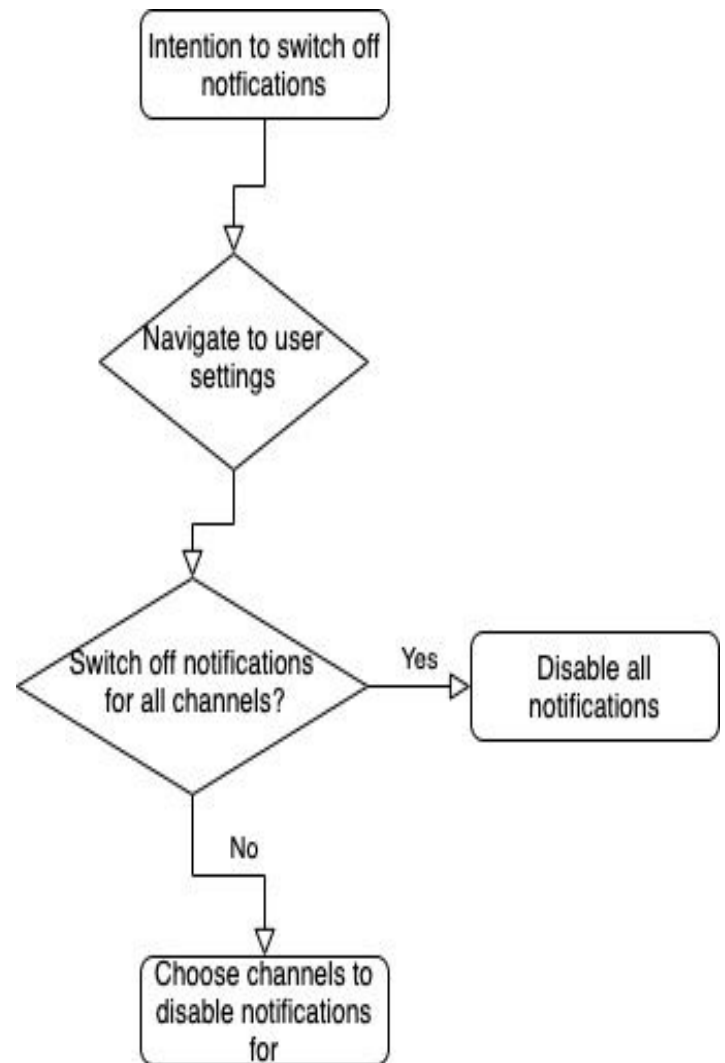 Intention to switch off
notfications
Navigate to user
settings
Switch off notifications
for all channels?
Yes
Disable all
notifications
No
Choose channels to
disable notifications
for